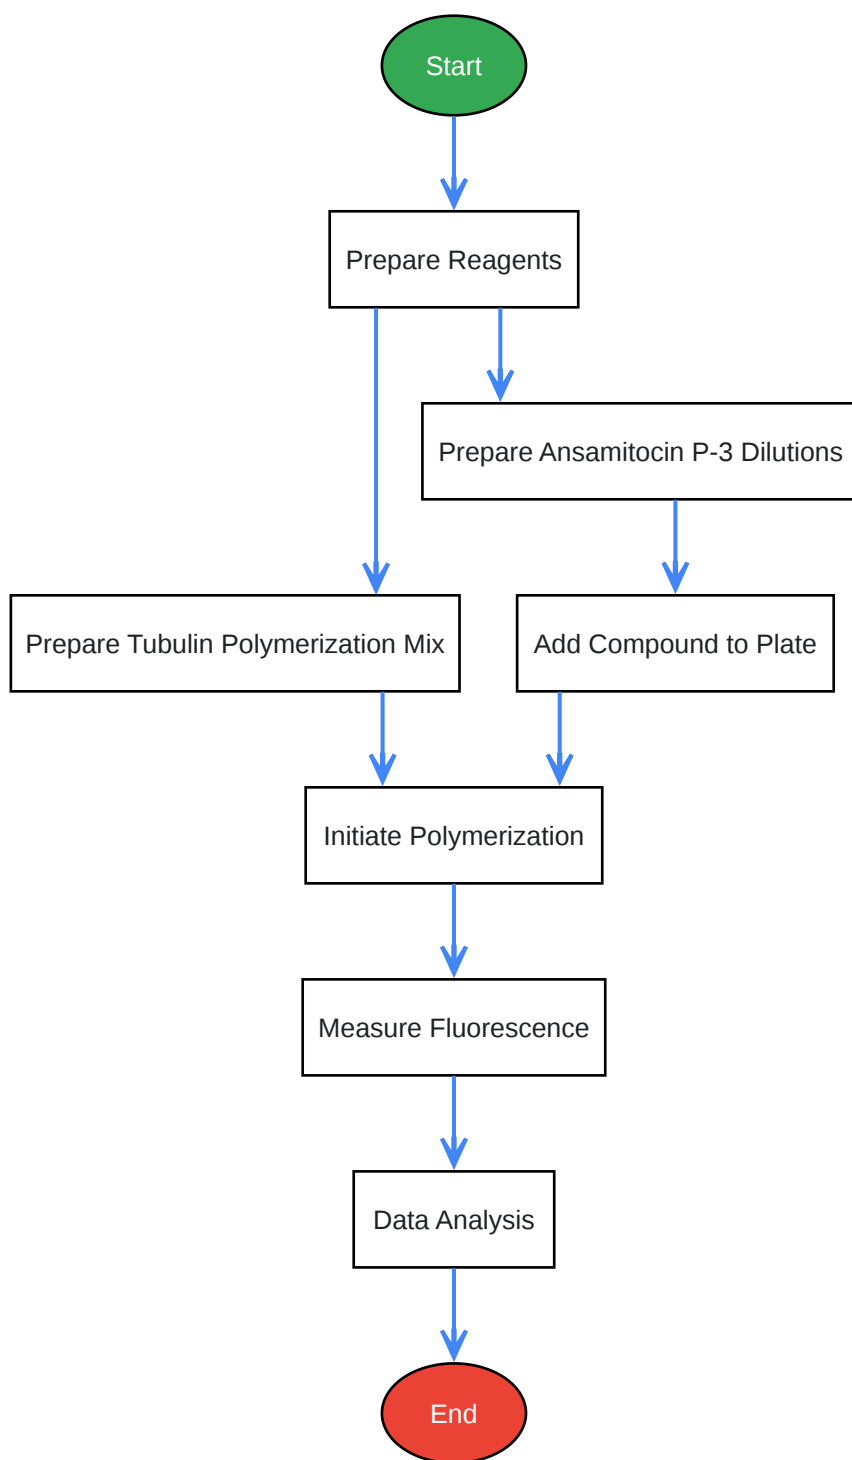 Start
Prepare Reagents
Prepare Ansamitocin P-3 Dilutions
Prepare Tubulin Polymerization Mix
Add Compound to Plate
Initiate Polymerization
Measure Fluorescence
Data Analysis
End